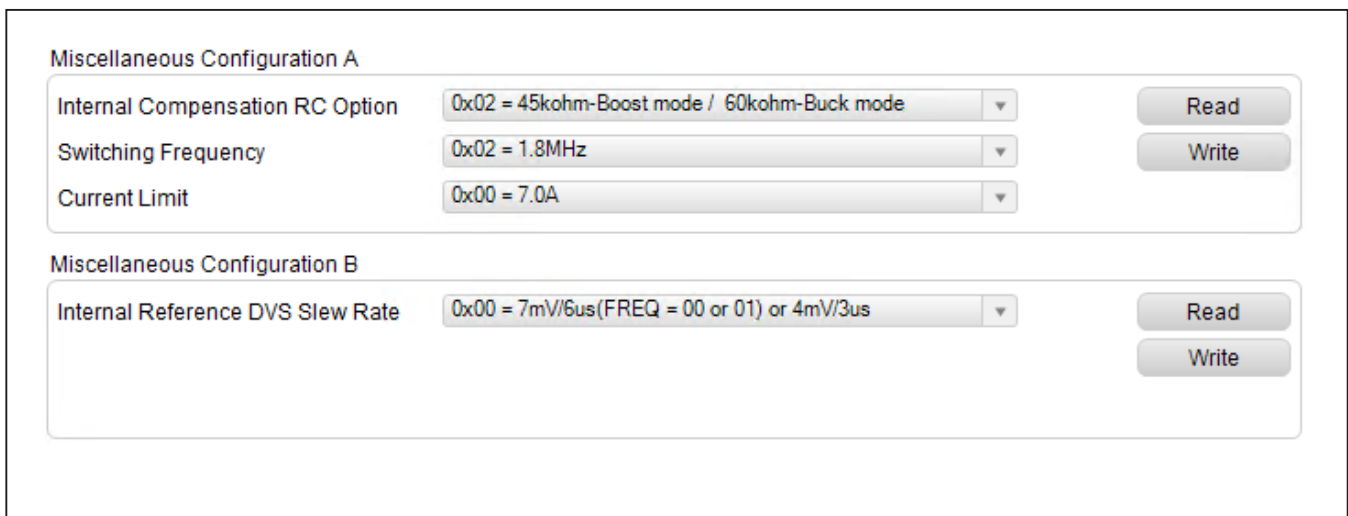 Miscellaneous Configuration A
Internal Compensation RC Option 0x02 = 45kohm-Boost mode / 60kohm-Buck mode Read
Switching Frequency 0x02 = 1.8MHz Write
Current Limit 0x00 = 7.0A
Miscellaneous Configuration B
Internal Reference DVS Slew Rate 0x00 = 7mV/6us(FREQ = 00 or 01) or 4mV/3us Read
Write